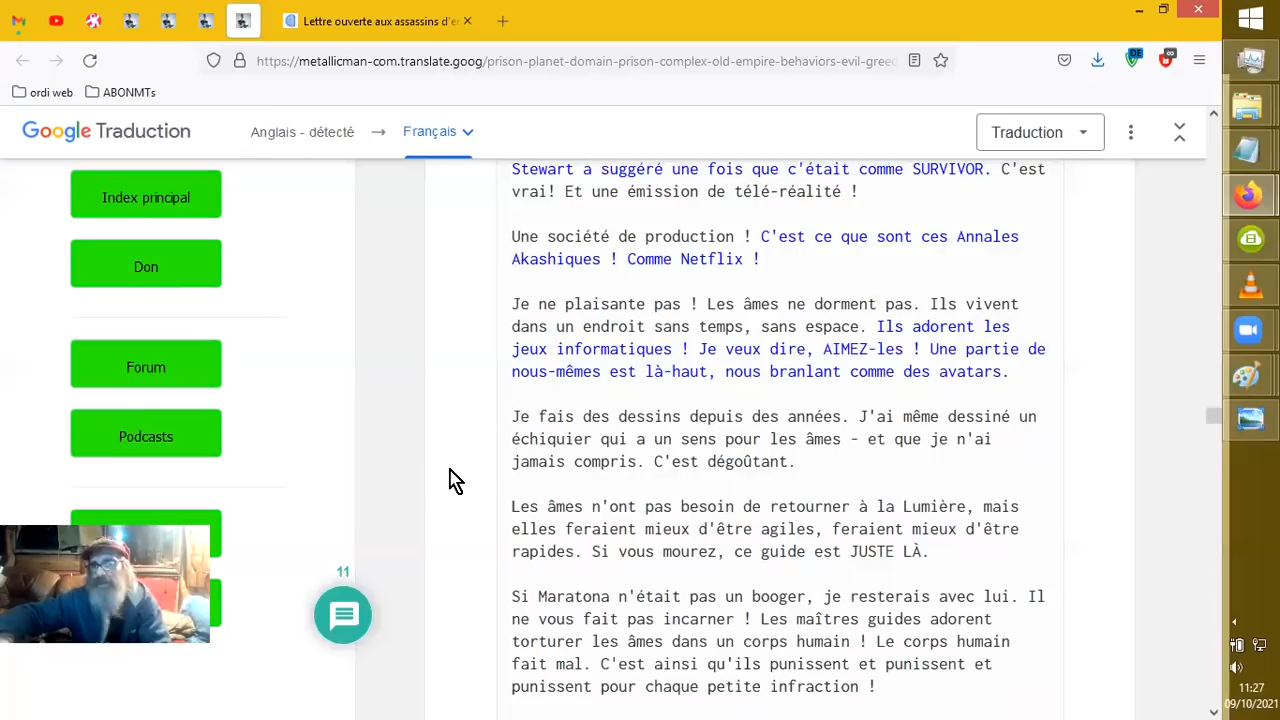 Lettre ouverte aux assassins d'e
https://metallicman-com.translate.goog/prison-planet-domain-prison-complex-old-empire-behaviors-evil-greed
ordi web
ABONMTs
Google Traduction
Anglais - détecté
Français
Traduction
Index principal
Don
Forum
Podcasts
11
Stewart a suggéré une fois que c'était comme SURVIVOR. C'est
vrai! Et une émission de télé-réalité !
Une société de production ! C'est ce que sont ces Annales
Akashiques ! Comme Netflix !
Je ne plaisante pas ! Les âmes ne dorment pas. Ils vivent
dans un endroit sans temps, sans espace. Ils adorent les
jeux informatiques ! Je veux dire, AIMEZ-les ! Une partie de
nous-mêmes est là-haut, nous branlant comme des avatars.
Je fais des dessins depuis des années. J'ai même dessiné un
échiquier qui a un sens pour les âmes - et que je n'ai
jamais compris. C'est dégoûtant.
Les âmes n'ont pas besoin de retourner à la Lumière, mais
elles feraient mieux d'être agiles, feraient mieux d'être
rapides. Si vous mourez, ce guide est JUSTE LÀ.
Si Maratona n'était pas un booger, je resterais avec lui. Il
ne vous fait pas incarner ! Les maîtres guides adorent
torturer les âmes dans un corps humain ! Le corps humain
fait mal. C'est ainsi qu'ils punissent et punissent et
punissent pour chaque petite infraction !
DE
∞
11:27
09/10/2021